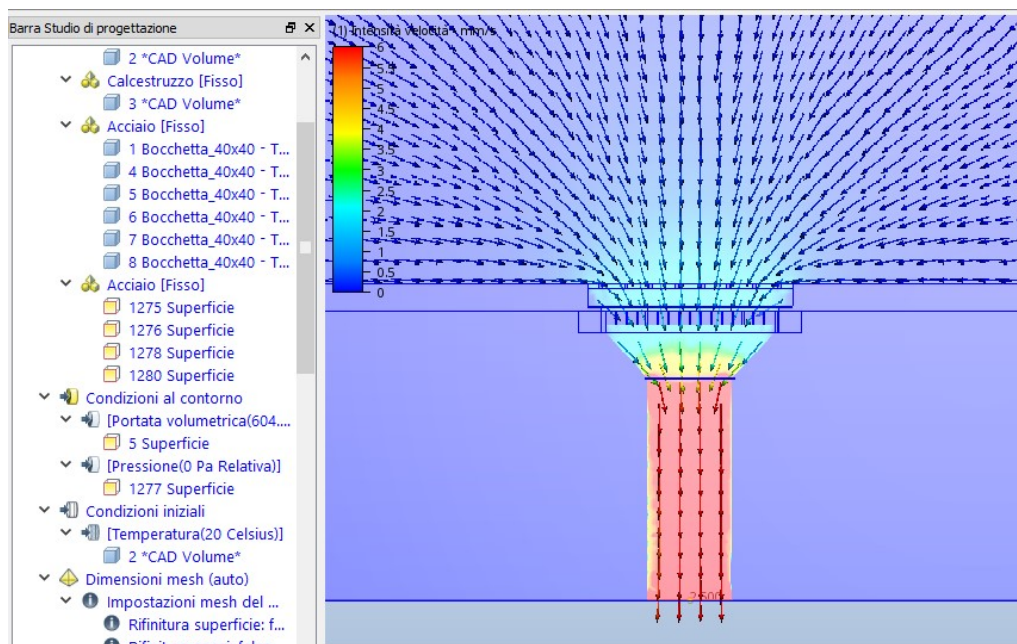 Barra Studio di progettazione
2 *CAD Volume*
Calcestruzzo [Fisso]
3 *CAD Volume*
Acciaio [Fisso]
1 Bocchetta_40x40 - T...
4 Bocchetta_40x40 - T...
5 Bocchetta_40x40 - T...
6 Bocchetta_40x40 - T...
7 Bocchetta_40x40 - T...
8 Bocchetta_40x40 - T...
Acciaio [Fisso]
1275 Superficie
1276 Superficie
1278 Superficie
1280 Superficie
Condizioni al contorno
[Portata volumetrica(604....
5 Superficie
[Pressione(0 Pa Relativa)]
1277 Superficie
Condizioni iniziali
[Temperatura(20 Celsius)]
2 *CAD Volume*
Dimensioni mesh (auto)
Impostazioni mesh del ...
Rifinitura superficie: f...
(1) Intensità velocità - mm/s
6
5.5
5
4.5
4
3.5
3
2.5
2
1.5
1
0.5
0